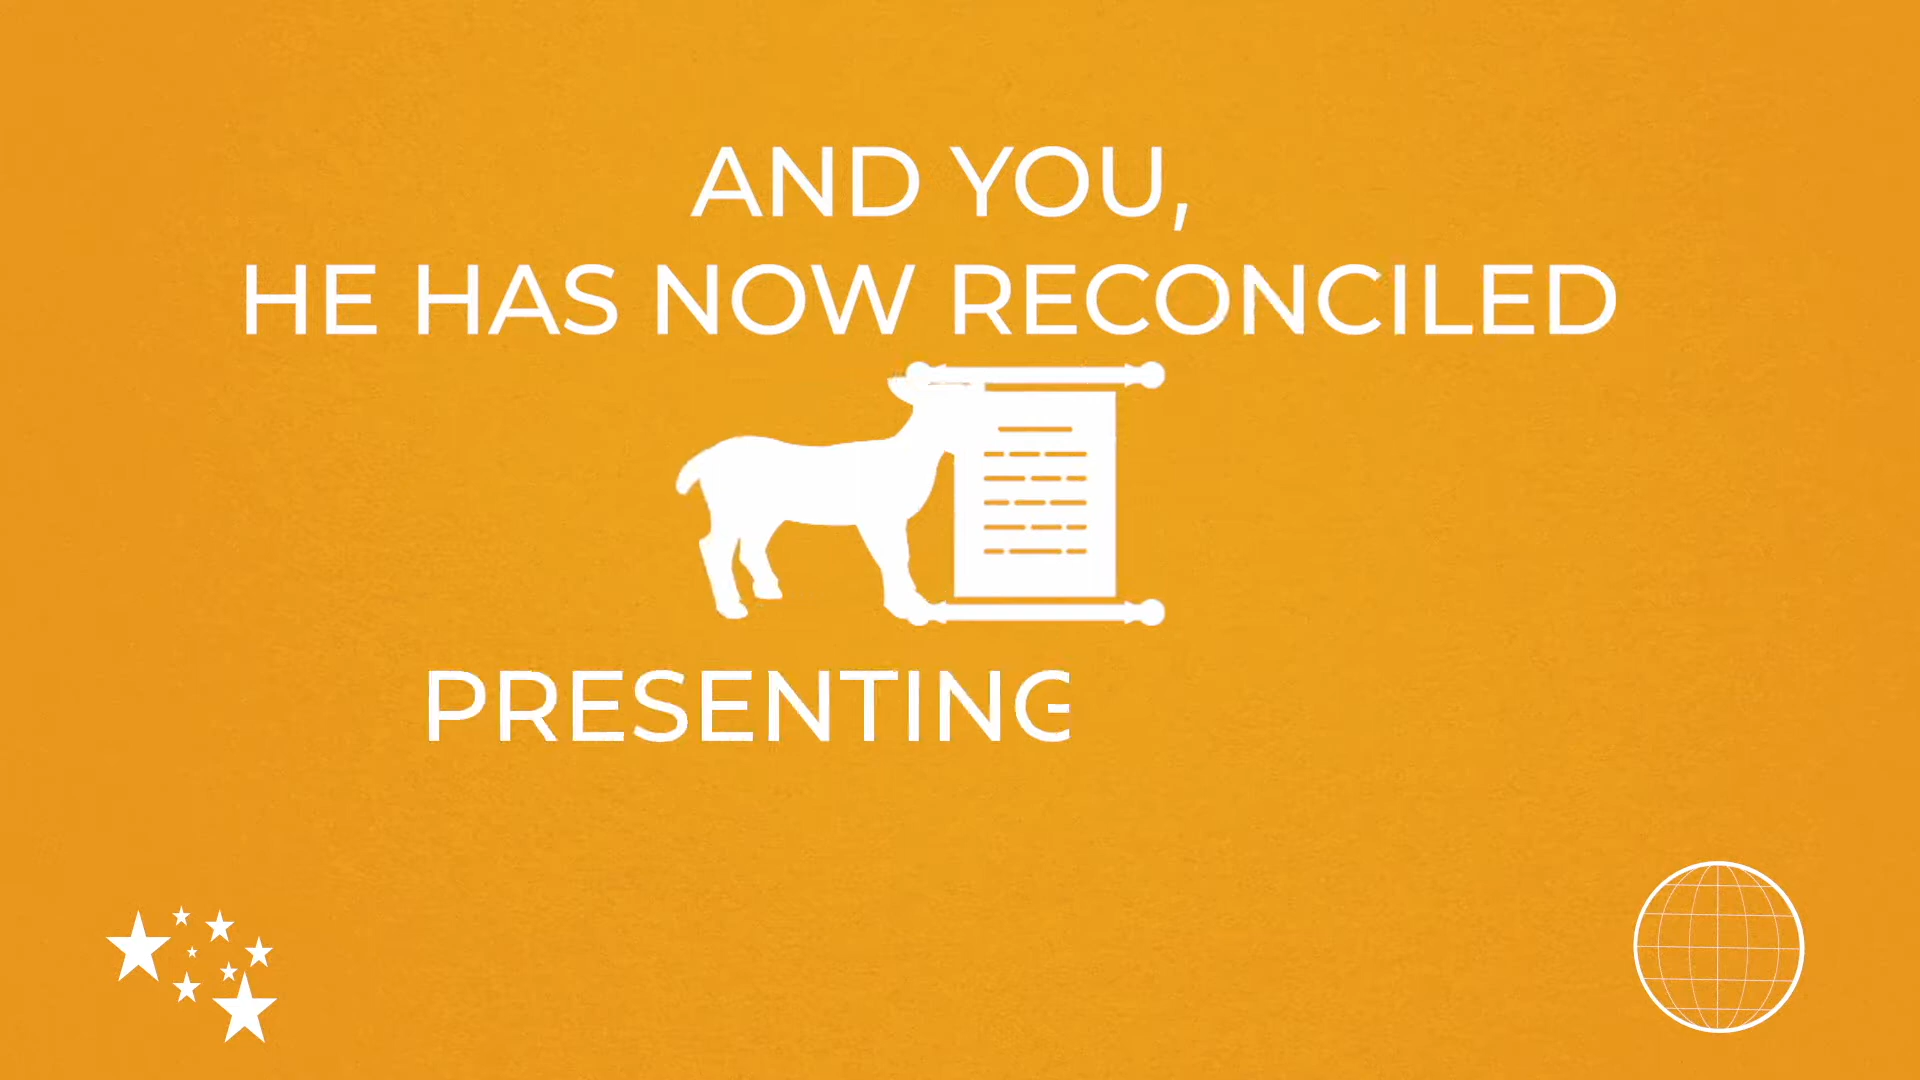 AND YOU,
HE HAS NOW RECONCILED
PRESENTING